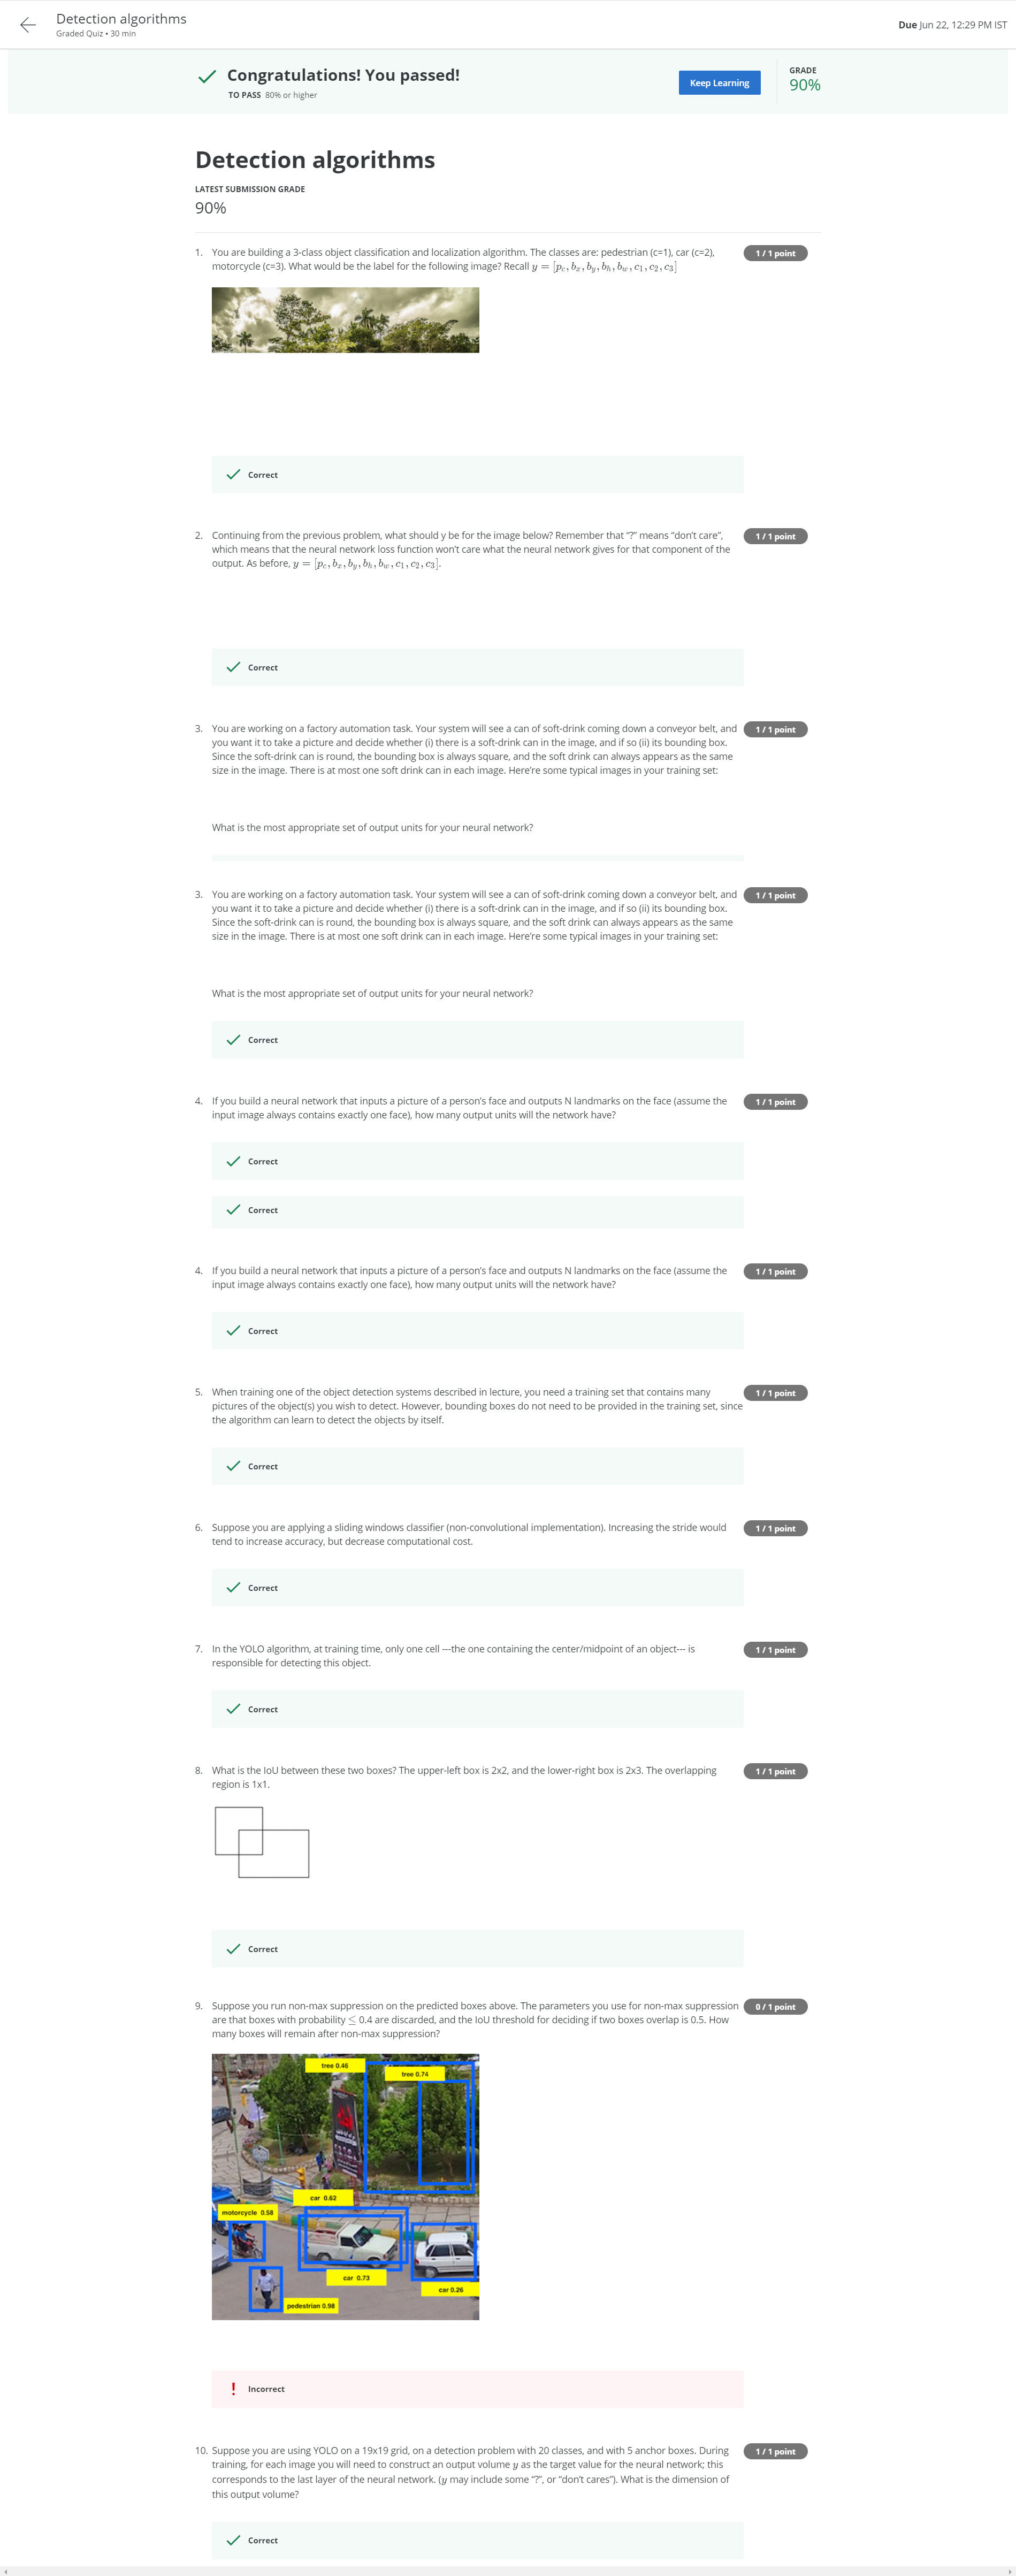 Detection algorithms
Graded Quiz • 30 min
Due Jun 22, 12:29 PM IST
Congratulations! You passed!
TO PASS 80% or higher
Keep Learning
GRADE
90%
Detection algorithms
LATEST SUBMISSION GRADE
90%
1. You are building a 3-class object classification and localization algorithm. The classes are: pedestrian (c=1), car (c=2),
motorcycle (c=3). What would be the label for the following image? Recall y = [p_c, b_x, b_y, b_h, b_w, c_1, c_2, c_3]
1 / 1 point
Correct
2. Continuing from the previous problem, what should y be for the image below? Remember that “?” means “don’t care”,
which means that the neural network loss function won’t care what the neural network gives for that component of the
output. As before, y = [p_c, b_x, b_y, b_h, b_w, c_1, c_2, c_3].
1 / 1 point
Correct
3. You are working on a factory automation task. Your system will see a can of soft-drink coming down a conveyor belt, and
you want it to take a picture and decide whether (i) there is a soft-drink can in the image, and if so (ii) its bounding box.
Since the soft-drink can is round, the bounding box is always square, and the soft drink can always appears as the same
size in the image. There is at most one soft drink can in each image. Here’re some typical images in your training set:
1 / 1 point
What is the most appropriate set of output units for your neural network?
3. You are working on a factory automation task. Your system will see a can of soft-drink coming down a conveyor belt, and
you want it to take a picture and decide whether (i) there is a soft-drink can in the image, and if so (ii) its bounding box.
Since the soft-drink can is round, the bounding box is always square, and the soft drink can always appears as the same
size in the image. There is at most one soft drink can in each image. Here’re some typical images in your training set:
1 / 1 point
What is the most appropriate set of output units for your neural network?
Correct
4. If you build a neural network that inputs a picture of a person’s face and outputs N landmarks on the face (assume the
input image always contains exactly one face), how many output units will the network have?
1 / 1 point
Correct
Correct
4. If you build a neural network that inputs a picture of a person’s face and outputs N landmarks on the face (assume the
input image always contains exactly one face), how many output units will the network have?
1 / 1 point
Correct
5. When training one of the object detection systems described in lecture, you need a training set that contains many
pictures of the object(s) you wish to detect. However, bounding boxes do not need to be provided in the training set, since
the algorithm can learn to detect the objects by itself.
1 / 1 point
Correct
6. Suppose you are applying a sliding windows classifier (non-convolutional implementation). Increasing the stride would
tend to increase accuracy, but decrease computational cost.
1 / 1 point
Correct
7. In the YOLO algorithm, at training time, only one cell ---the one containing the center/midpoint of an object--- is
responsible for detecting this object.
1 / 1 point
Correct
8. What is the IoU between these two boxes? The upper-left box is 2x2, and the lower-right box is 2x3. The overlapping
region is 1x1.
1 / 1 point
Correct
9. Suppose you run non-max suppression on the predicted boxes above. The parameters you use for non-max suppression
are that boxes with probability ≤ 0.4 are discarded, and the IoU threshold for deciding if two boxes overlap is 0.5. How
many boxes will remain after non-max suppression?
0 / 1 point
tree 0.46
tree 0.74
car 0.62
motorcycle 0.58
car 0.73
car 0.26
pedestrian 0.98
Incorrect
10. Suppose you are using YOLO on a 19x19 grid, on a detection problem with 20 classes, and with 5 anchor boxes. During
training, for each image you will need to construct an output volume y as the target value for the neural network; this
corresponds to the last layer of the neural network. (y may include some “?”, or “don’t cares”). What is the dimension of
this output volume?
1 / 1 point
Correct